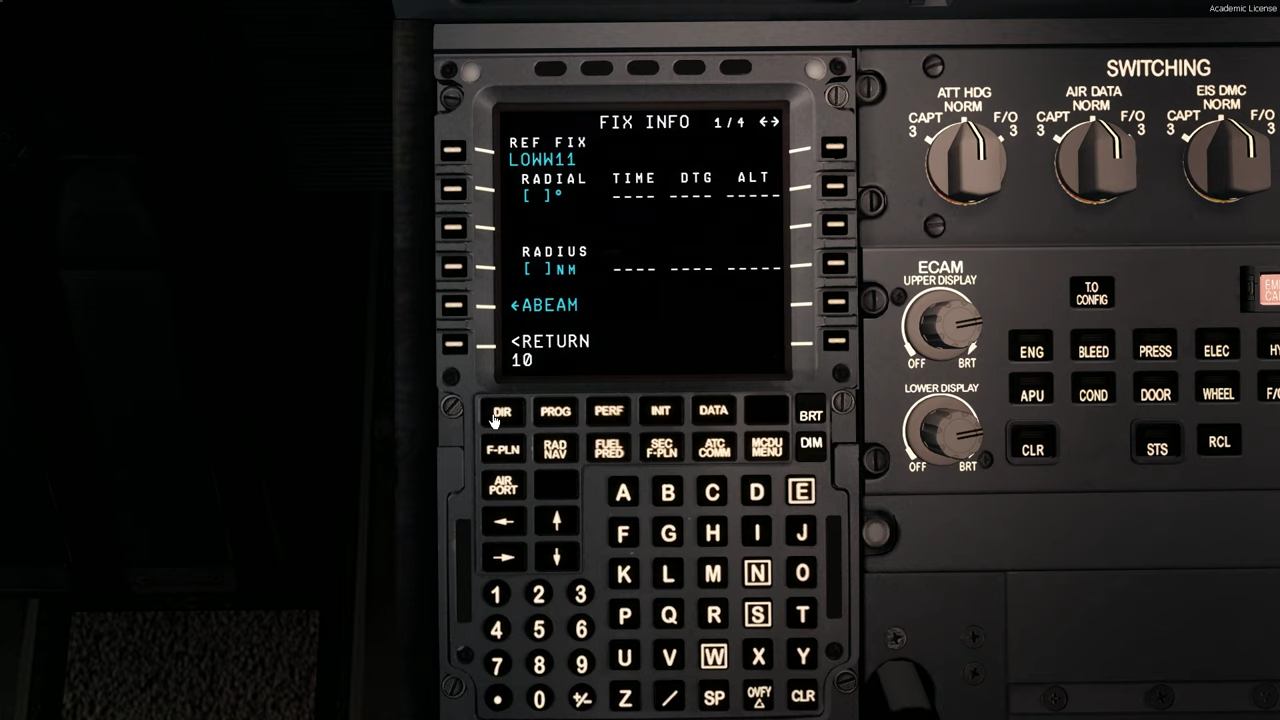 Academic License
FIX INFO 1/4 ←→
REF FIX
LOWW11
RADIAL TIME DTG ALT
[ ]° ---- ---- -----
RADIUS
[ ]NM ---- ---- -----
←ABEAM
<RETURN
10
DIR PROG PERF INIT DATA BRT
F-PLN RAD NAV FUEL PRED SEC F-PLN ATC COMM MCDU MENU DIM
AIR PORT
← ↑
→ ↓
A B C D E
F G H I J
K L M N O
P Q R S T
U V W X Y
Z / SP OVFY △ CLR
1 2 3
4 5 6
7 8 9
. 0 +/-
SWITCHING
ATT HDG
NORM
CAPT 3 F/O 3
AIR DATA
NORM
CAPT 3 F/O 3
EIS DMC
NORM
CAPT 3 F/O 3
ECAM
UPPER DISPLAY
OFF BRT
LOWER DISPLAY
OFF BRT
T.O CONFIG
ENG BLEED PRESS ELEC
APU COND DOOR WHEEL
CLR STS RCL